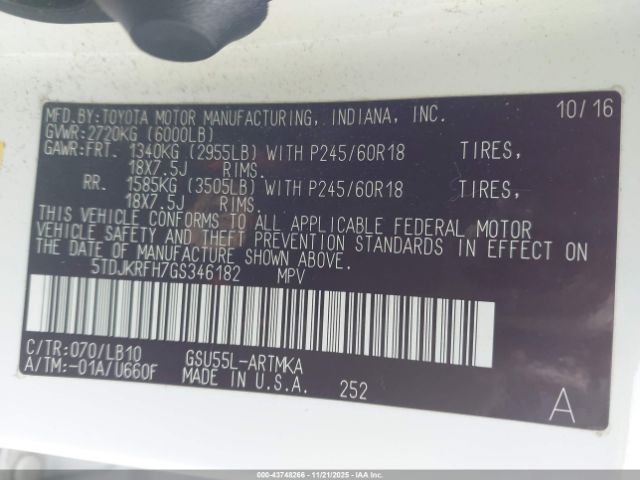 MFD.BY:TOYOTA MOTOR MANUFACTURING, INDIANA, INC. 10/16
GVWR:2720KG (6000LB)
GAWR:FRT. 1340KG (2955LB) WITH P245/60R18 TIRES,
18X7.5J RIMS.
RR. 1585KG (3505LB) WITH P245/60R18 TIRES,
18X7.5J RIMS.
THIS VEHICLE CONFORMS TO ALL APPLICABLE FEDERAL MOTOR
VEHICLE SAFETY AND THEFT PREVENTION STANDARDS IN EFFECT ON
THE DATE OF MANUFACTURE SHOWN ABOVE.
5TDJKRFH7GS346182 MPV
C/TR:070/LB10 GSU55L-ARTMKA
A/TM:-01A/U660F MADE IN U.S.A. 252 A
000-43748266 - 11/21/2025 - IAAI.COM